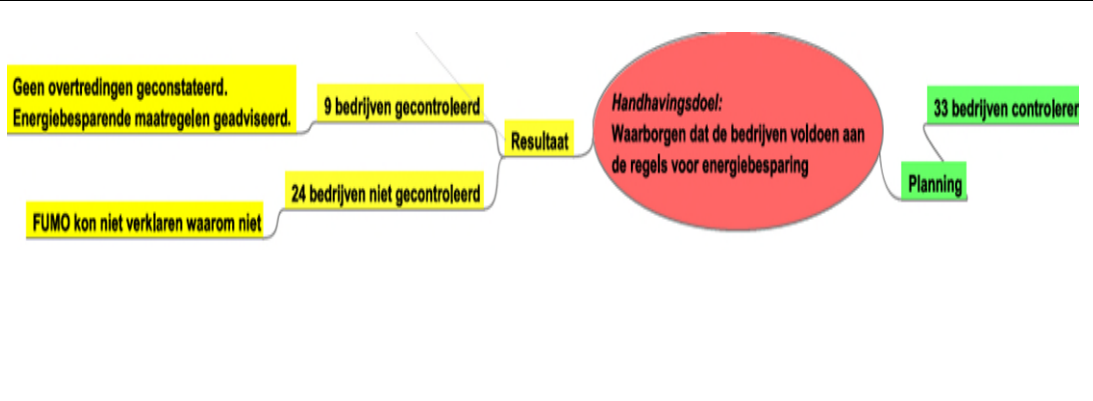 Geen overtredingen geconstateerd.
Energiebesparende maatregelen geadviseerd.
9 bedrijven gecontroleerd
Resultaat
24 bedrijven niet gecontroleerd
FUMO kon niet verklaren waarom niet
Handhavingsdoel:
Waarborgen dat de bedrijven voldoen aan
de regels voor energiebesparing
33 bedrijven controleren
Planning